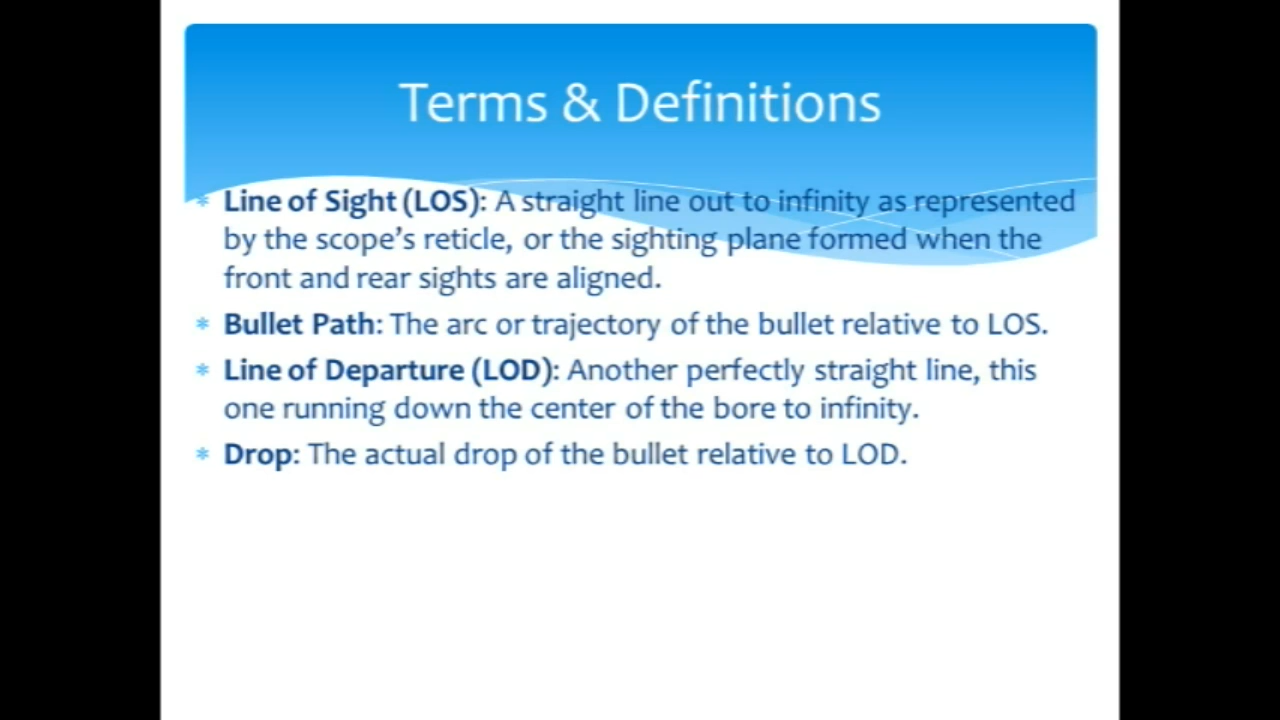 Terms & Definitions
* Line of Sight (LOS): A straight line out to infinity as represented
by the scope's reticle, or the sighting plane formed when the
front and rear sights are aligned.
* Bullet Path: The arc or trajectory of the bullet relative to LOS.
* Line of Departure (LOD): Another perfectly straight line, this
one running down the center of the bore to infinity.
* Drop: The actual drop of the bullet relative to LOD.